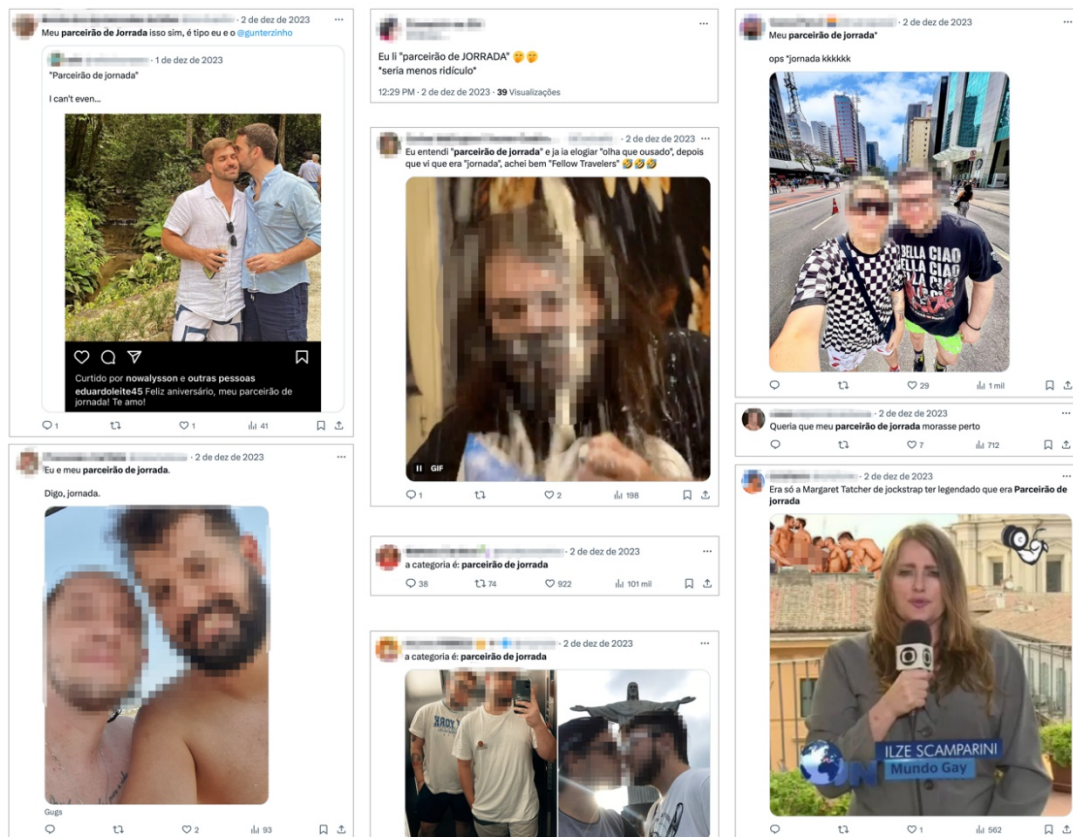 2 de dez de 2023
Meu parceirão de Jorrada isso sim, é tipo eu e o @gunterzinho
1 de dez de 2023
"Parceirão de jornada"
I can't even...
Curtido por nowalysson e outras pessoas
eduardoleite45 Feliz aniversário, meu parceirão de
jornada! Te amo!
1
1
41
2 de dez de 2023
Eu e meu parceirão de jorrada.
Digo, jornada.
Gugs
2
93
Eu li "parceirão de JORRADA" 🤭🤭
*seria menos ridículo*
12:29 PM · 2 de dez de 2023 · 39 Visualizações
2 de dez de 2023
Eu entendi "parceirão de jorrada" e ja ia elogiar "olha que ousado", depois
que vi que era "jornada", achei bem "Fellow Travelers" 🤣🤣🤣
GIF
1
2
198
2 de dez de 2023
a categoria é: parceirão de jorrada
38
74
922
101 mil
2 de dez de 2023
a categoria é: parceirão de jorrada
2 de dez de 2023
Meu parceirão de jorrada*
ops *jornada kkkkkk
BELLA CIAO
ELLA CIAO
29
1 mil
2 de dez de 2023
Queria que meu parceirão de jorrada morasse perto
7
712
2 de dez de 2023
Era só a Margaret Tatcher de jockstrap ter legendado que era Parceirão de
jorrada
ILZE SCAMPARINI
Mundo Gay
1
562